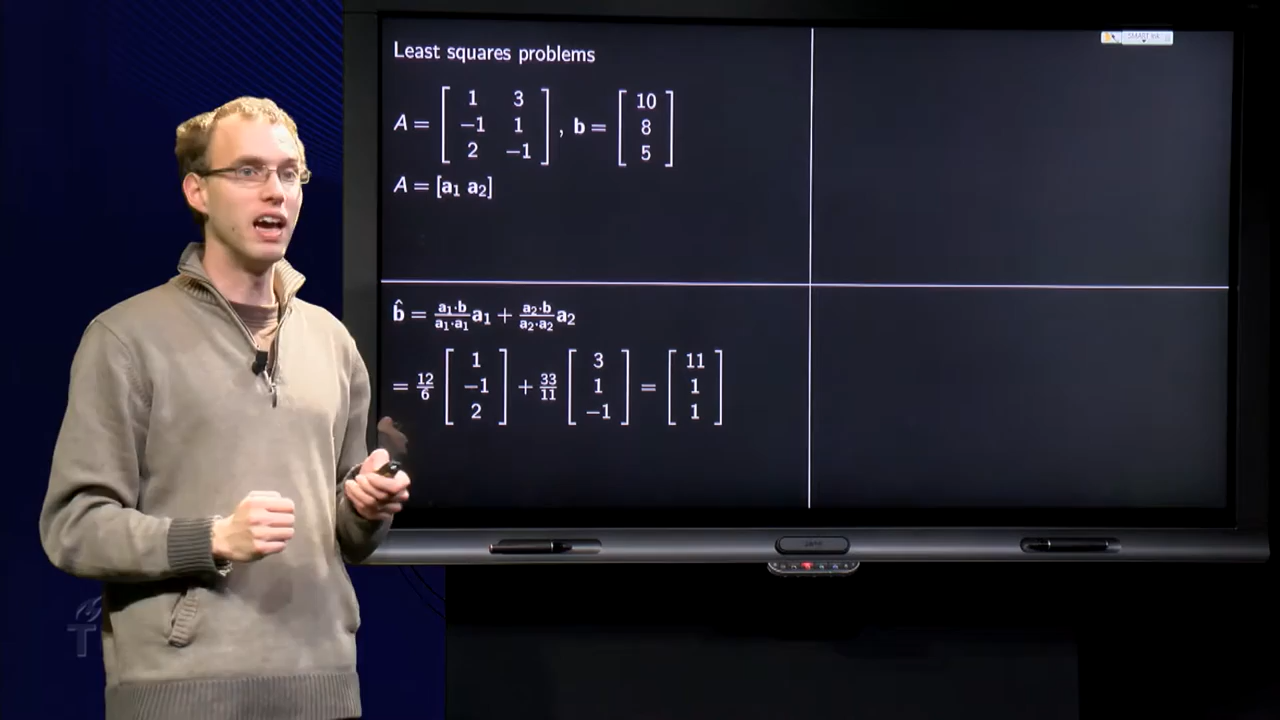 Least squares problems
A = [ 1 3 ; −1 1 ; 2 −1 ], b = [ 10 ; 8 ; 5 ]
A = [a₁ a₂]
b̂ = (a₁·b)/(a₁·a₁) a₁ + (a₂·b)/(a₂·a₂) a₂
= 12/6 [ 1 ; −1 ; 2 ] + 33/11 [ 3 ; 1 ; −1 ] = [ 11 ; 1 ; 1 ]